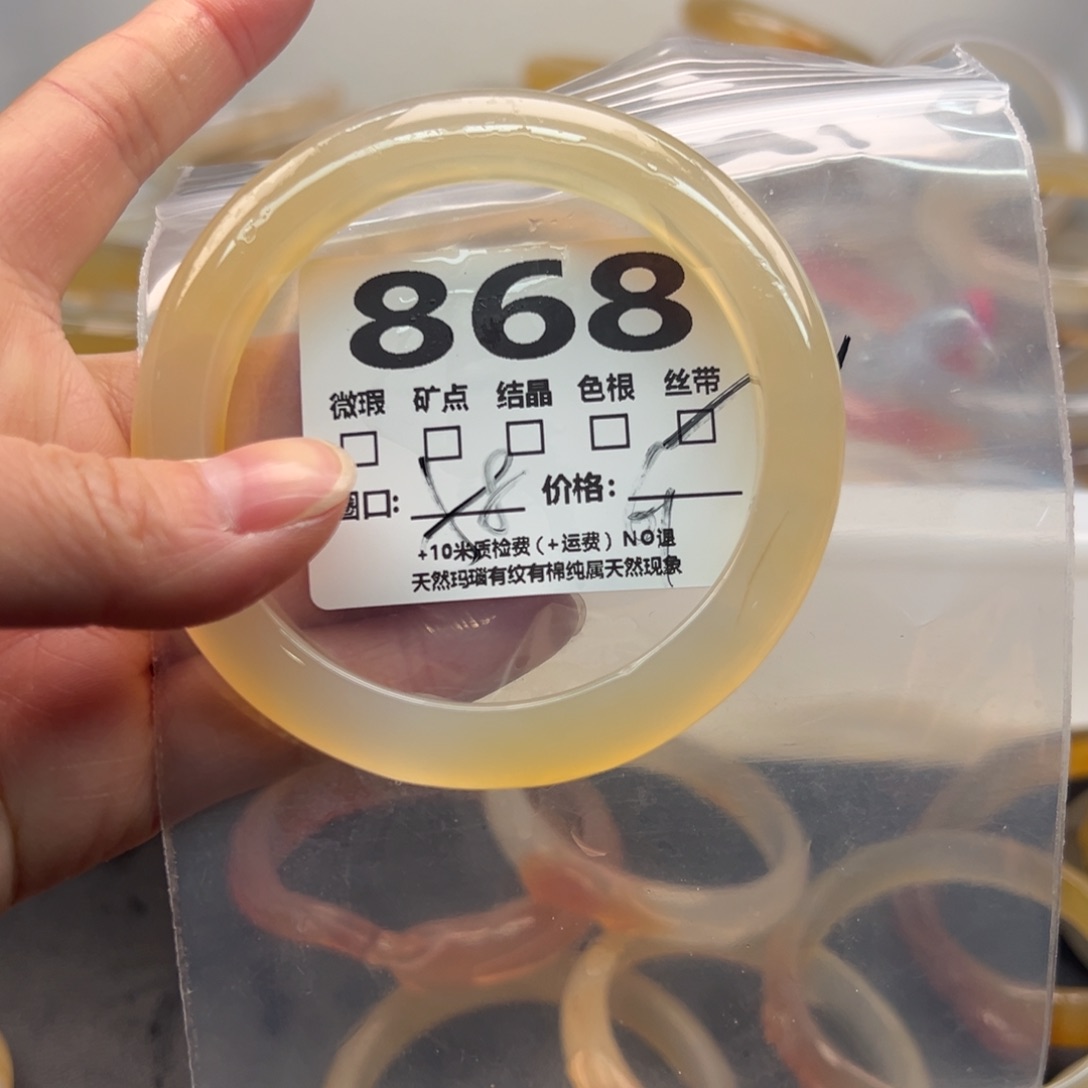 868
微瑕 矿点 结晶 色根 丝带
圈口: 价格:
+10米质检费(+运费) NO退
天然玛瑙有纹有棉纯属天然现象